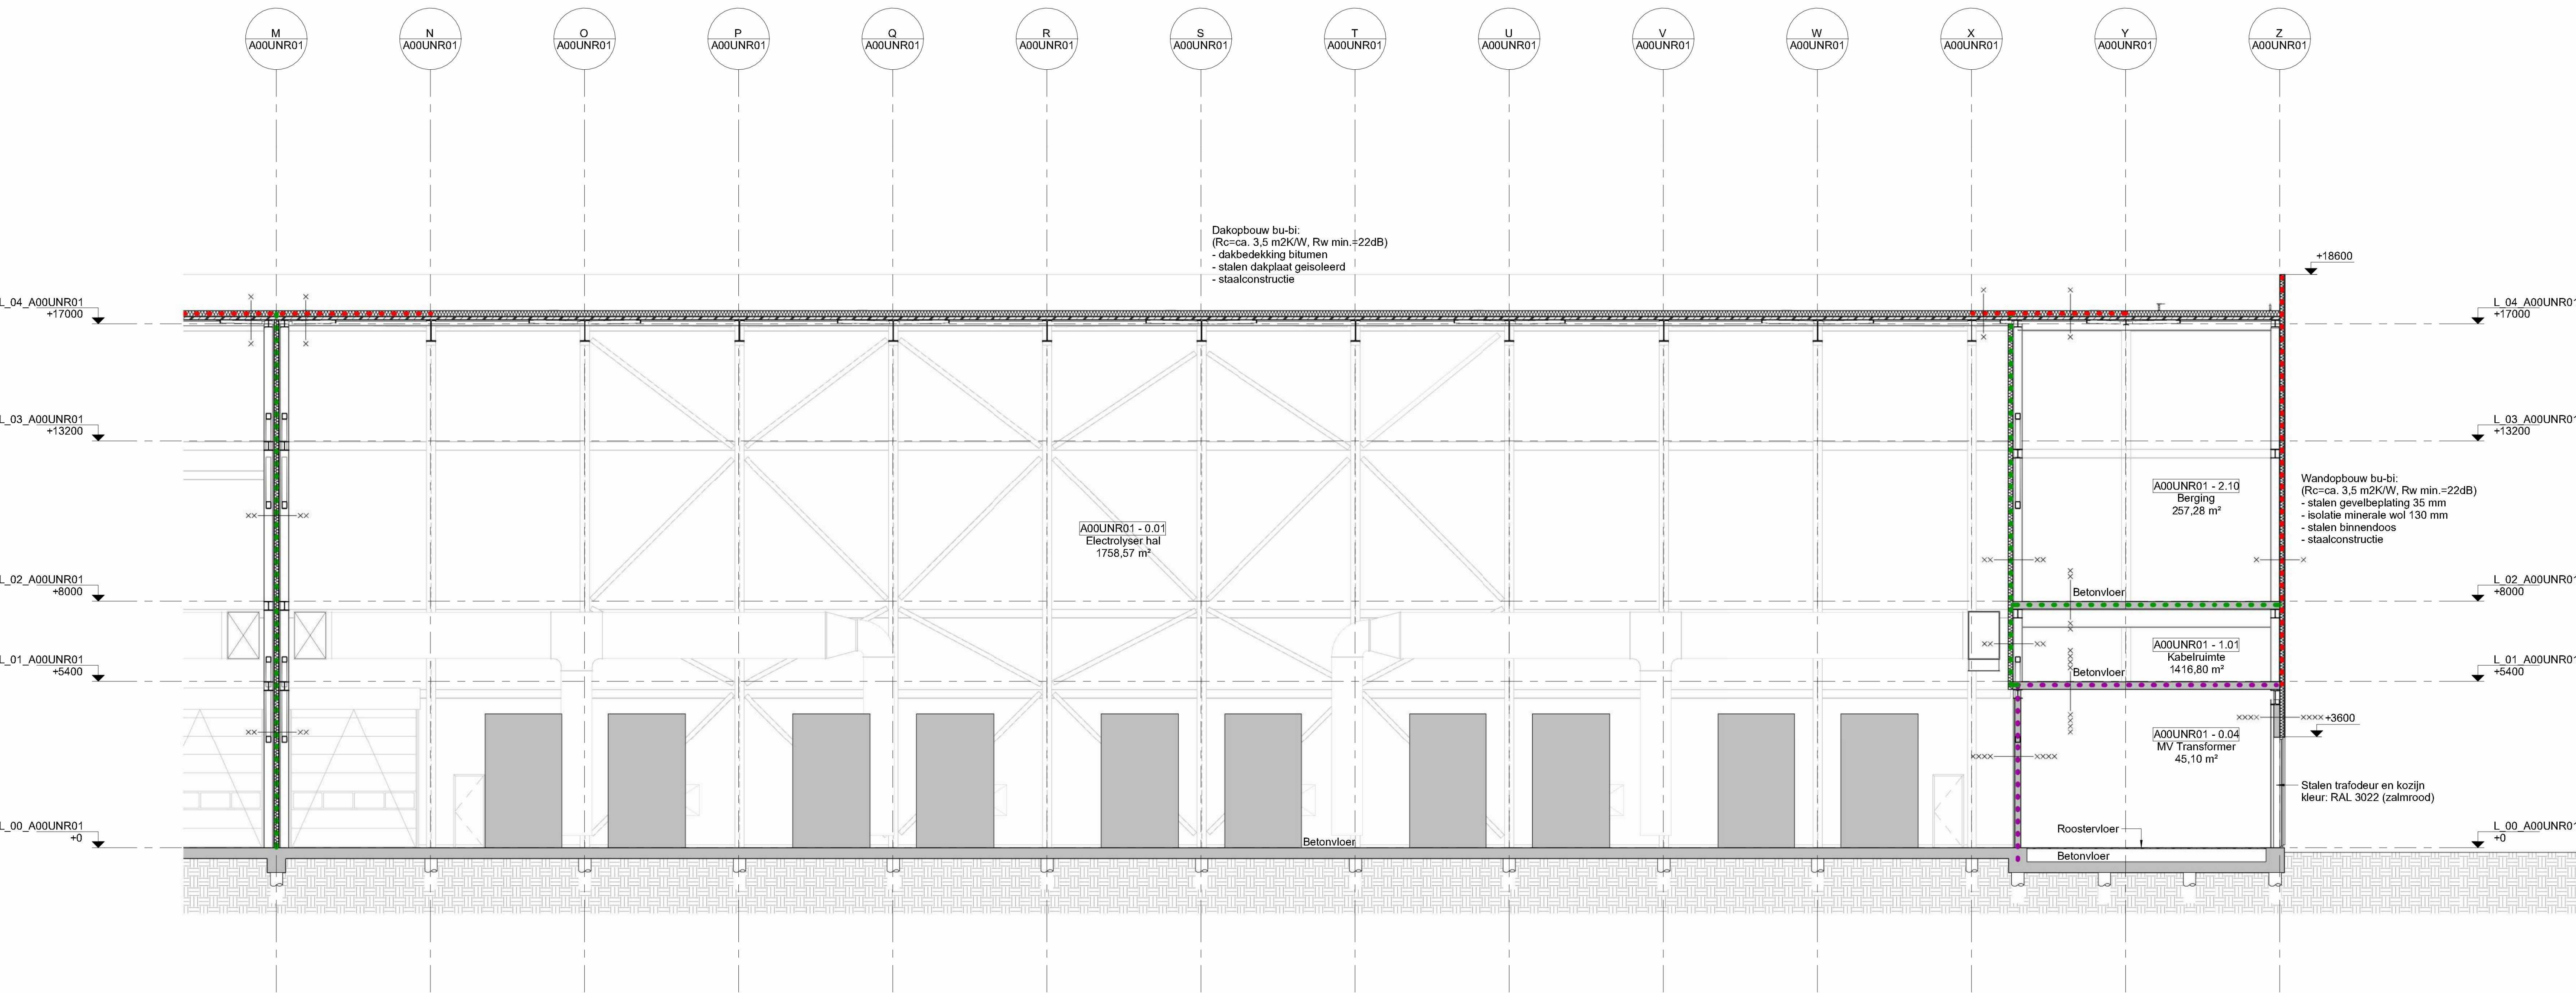 M
A00UNR01
N
A00UNR01
O
A00UNR01
P
A00UNR01
Q
A00UNR01
R
A00UNR01
S
A00UNR01
T
A00UNR01
U
A00UNR01
V
A00UNR01
W
A00UNR01
X
A00UNR01
Y
A00UNR01
Z
A00UNR01
Dakopbouw bu-bi:
(Rc=ca. 3,5 m2K/W, Rw min.=22dB)
- dakbedekking bitumen
- stalen dakplaat geisoleerd
- staalconstructie
+18600
L_04_A00UNR01
+17000
L_04_A00UNR01
+17000
L_03_A00UNR01
+13200
L_03_A00UNR01
+13200
Wandopbouw bu-bi:
(Rc=ca. 3,5 m2K/W, Rw min.=22dB)
- stalen gevelbeplating 35 mm
- isolatie minerale wol 130 mm
- stalen binnendoos
- staalconstructie
A00UNR01 - 2.10
Berging
257,28 m²
A00UNR01 - 0.01
Electrolyser hal
1758,57 m²
L_02_A00UNR01
+8000
Betonvloer
L_02_A00UNR01
+8000
A00UNR01 - 1.01
Kabelruimte
1416,80 m²
L_01_A00UNR01
+5400
Betonvloer
L_01_A00UNR01
+5400
+3600
A00UNR01 - 0.04
MV Transformer
45,10 m²
Stalen trafodeur en kozijn
kleur: RAL 3022 (zalmrood)
L_00_A00UNR01
+0
Betonvloer
Roostervloer
Betonvloer
L_00_A00UNR01
+0